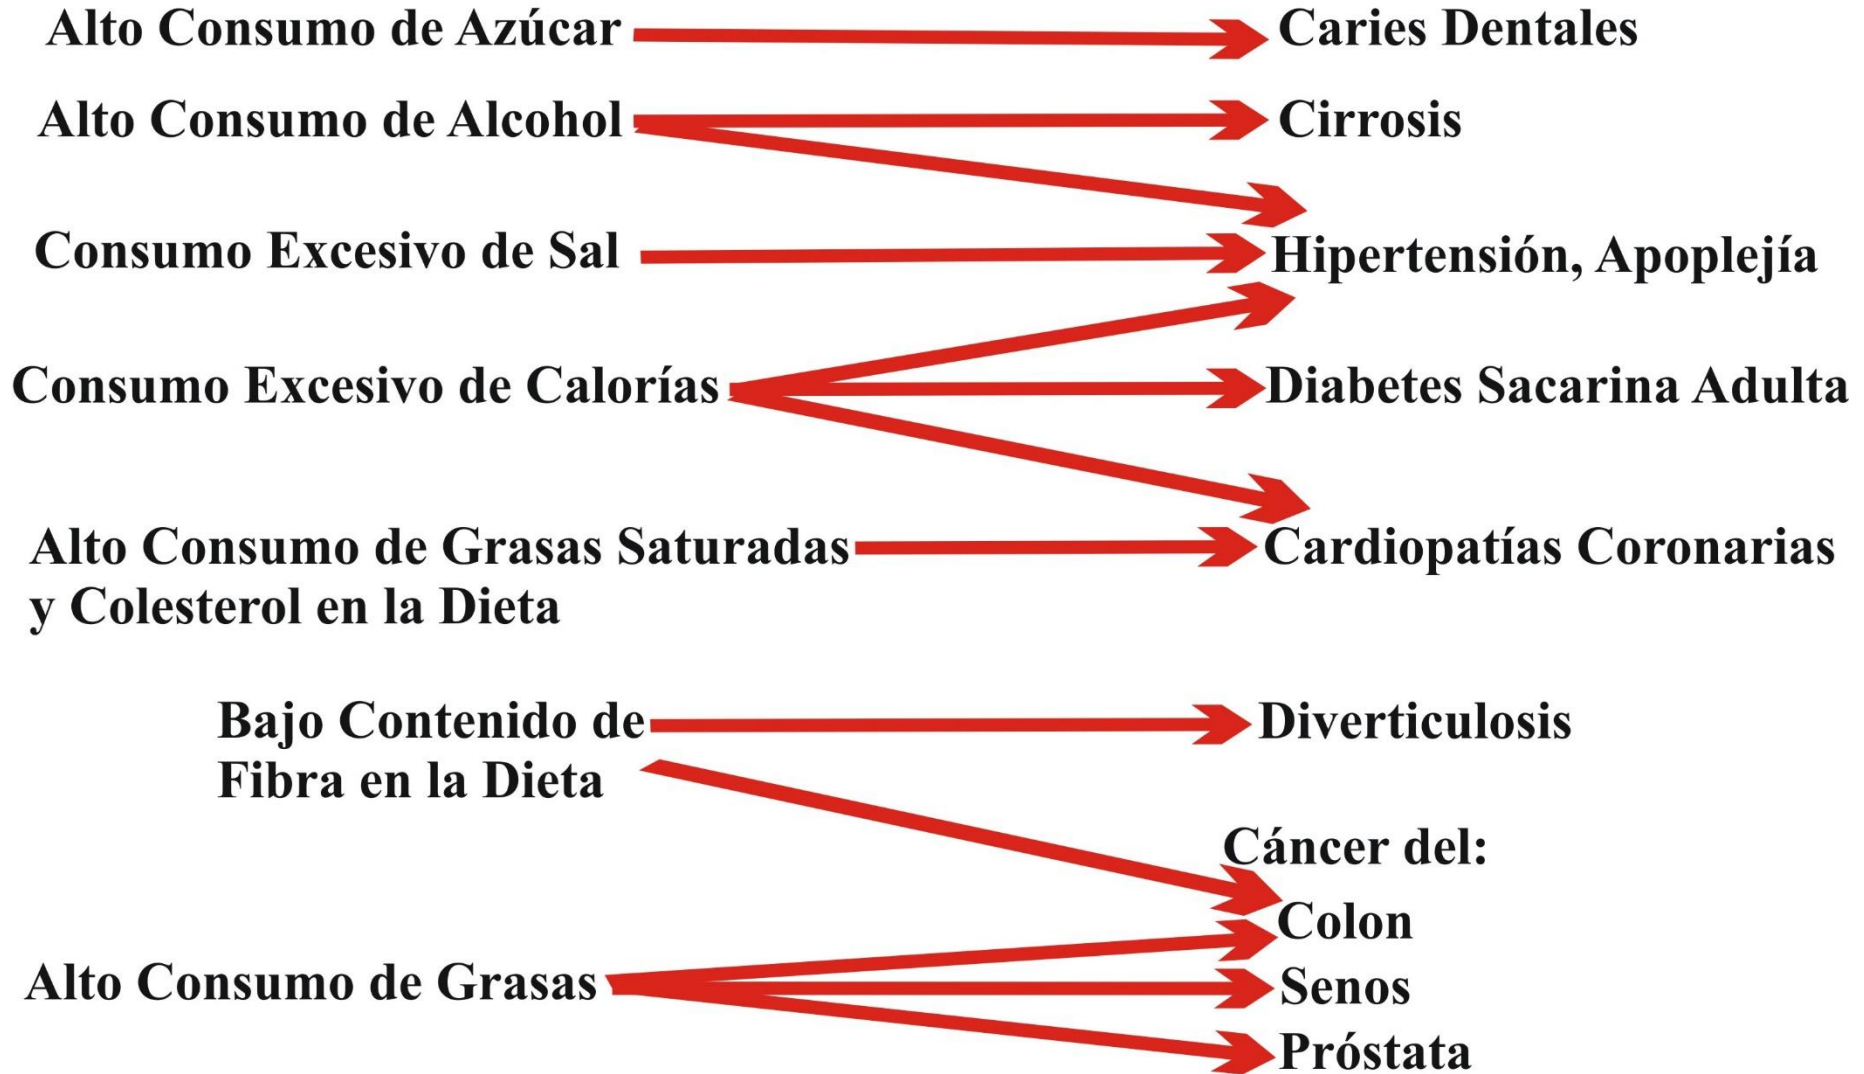 Alto Consumo de Azúcar
Caries Dentales
Alto Consumo de Alcohol
Cirrosis
Consumo Excesivo de Sal
Hipertensión, Apoplejía
Consumo Excesivo de Calorías
Diabetes Sacarina Adulta
Alto Consumo de Grasas Saturadas
y Colesterol en la Dieta
Cardiopatías Coronarias
Bajo Contenido de
Fibra en la Dieta
Diverticulosis
Cáncer del:
Colon
Alto Consumo de Grasas
Senos
Próstata